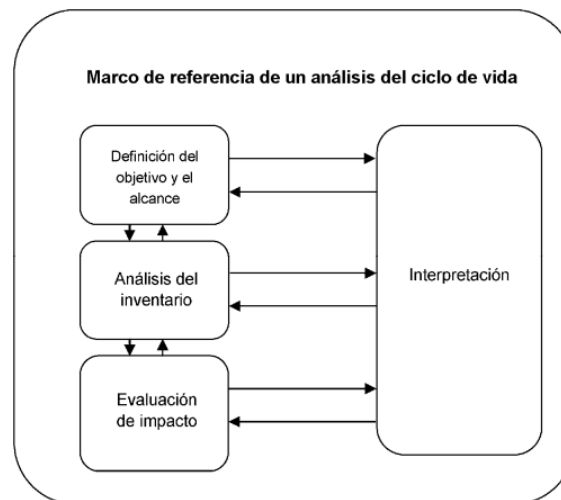 Marco de referencia de un análisis del ciclo de vida
Definición del
objetivo y el
alcance
Análisis del
inventario
Evaluación
de impacto
Interpretación